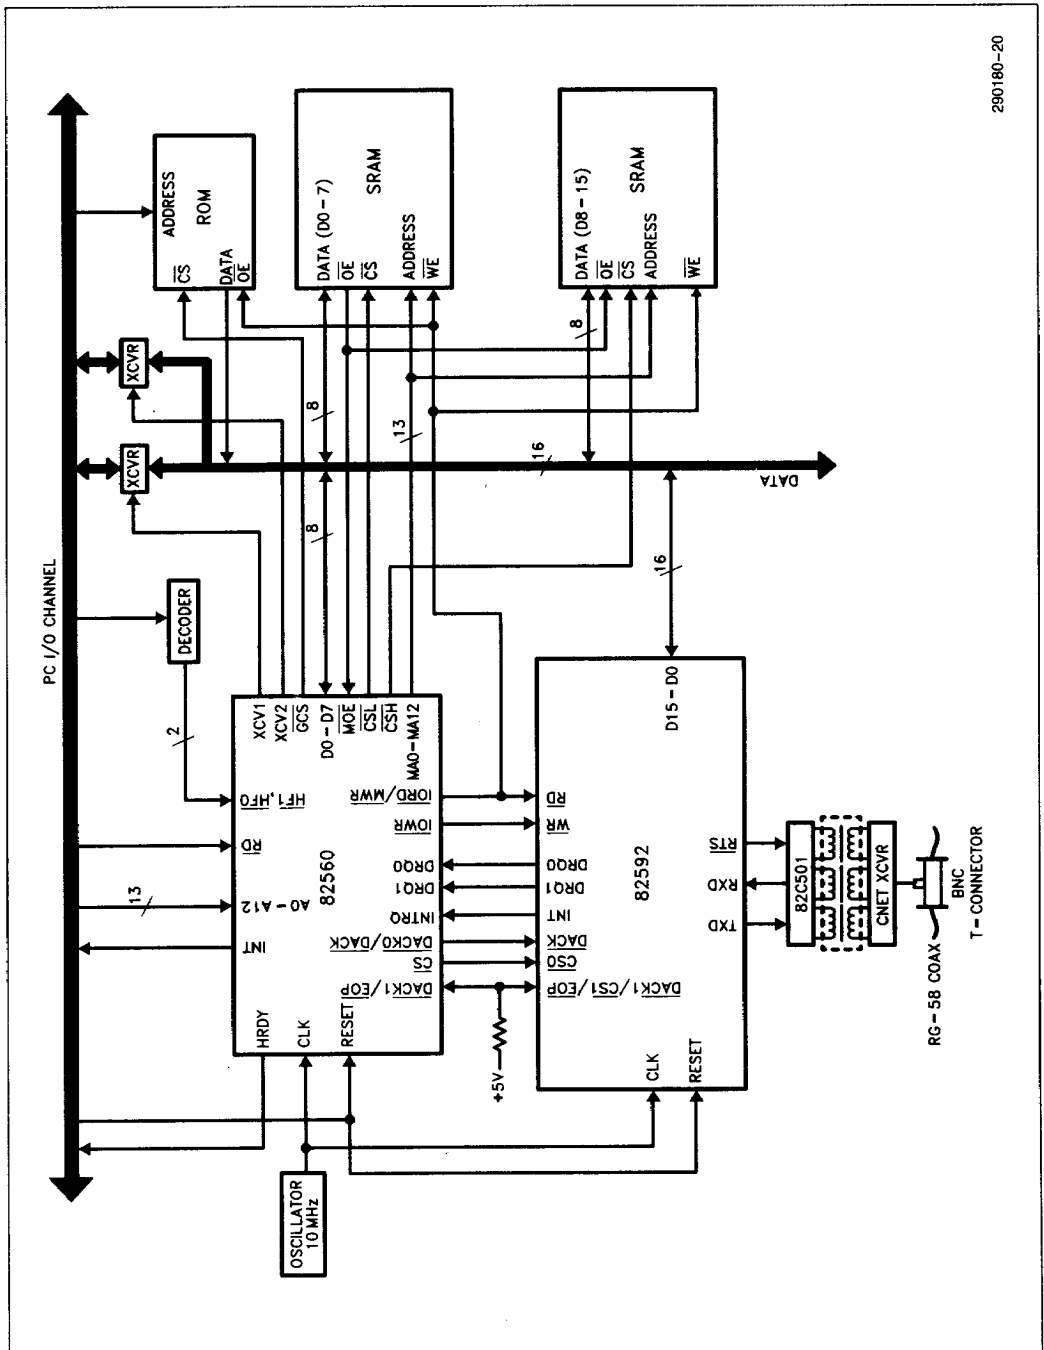 290180-20
PC I/O CHANNEL
ADDRESS
ROM
CS
DATA
OE
SRAM
DATA (D0-7)
OE
CS
ADDRESS
WE
SRAM
DATA (D8-15)
OE
CS
ADDRESS
WE
XCVR
XCVR
8
8
13
8
16
DATA
8
16
DECODER
2
XCV1
XCV2
GCS
D0-D7
MOE
CSL
CSH
MA0-MA12
HF1,HF0
RD
13
A0-A12
INT
HRDY
CLK
RESET
82560
IORD/MWR
IOWR
DRQ0
DRQ1
INTRQ
DACK0/DACK
CS
DACK1/EOP
+5V
OSCILLATOR
10 MHz
D15-D0
82592
RD
WR
DRQ0
DRQ1
INT
DACK
CS0
DACK1/CS1/EOP
CLK
RESET
RTS
RXD
TXD
82C501
CNET XCVR
BNC
T-CONNECTOR
RG-58 COAX